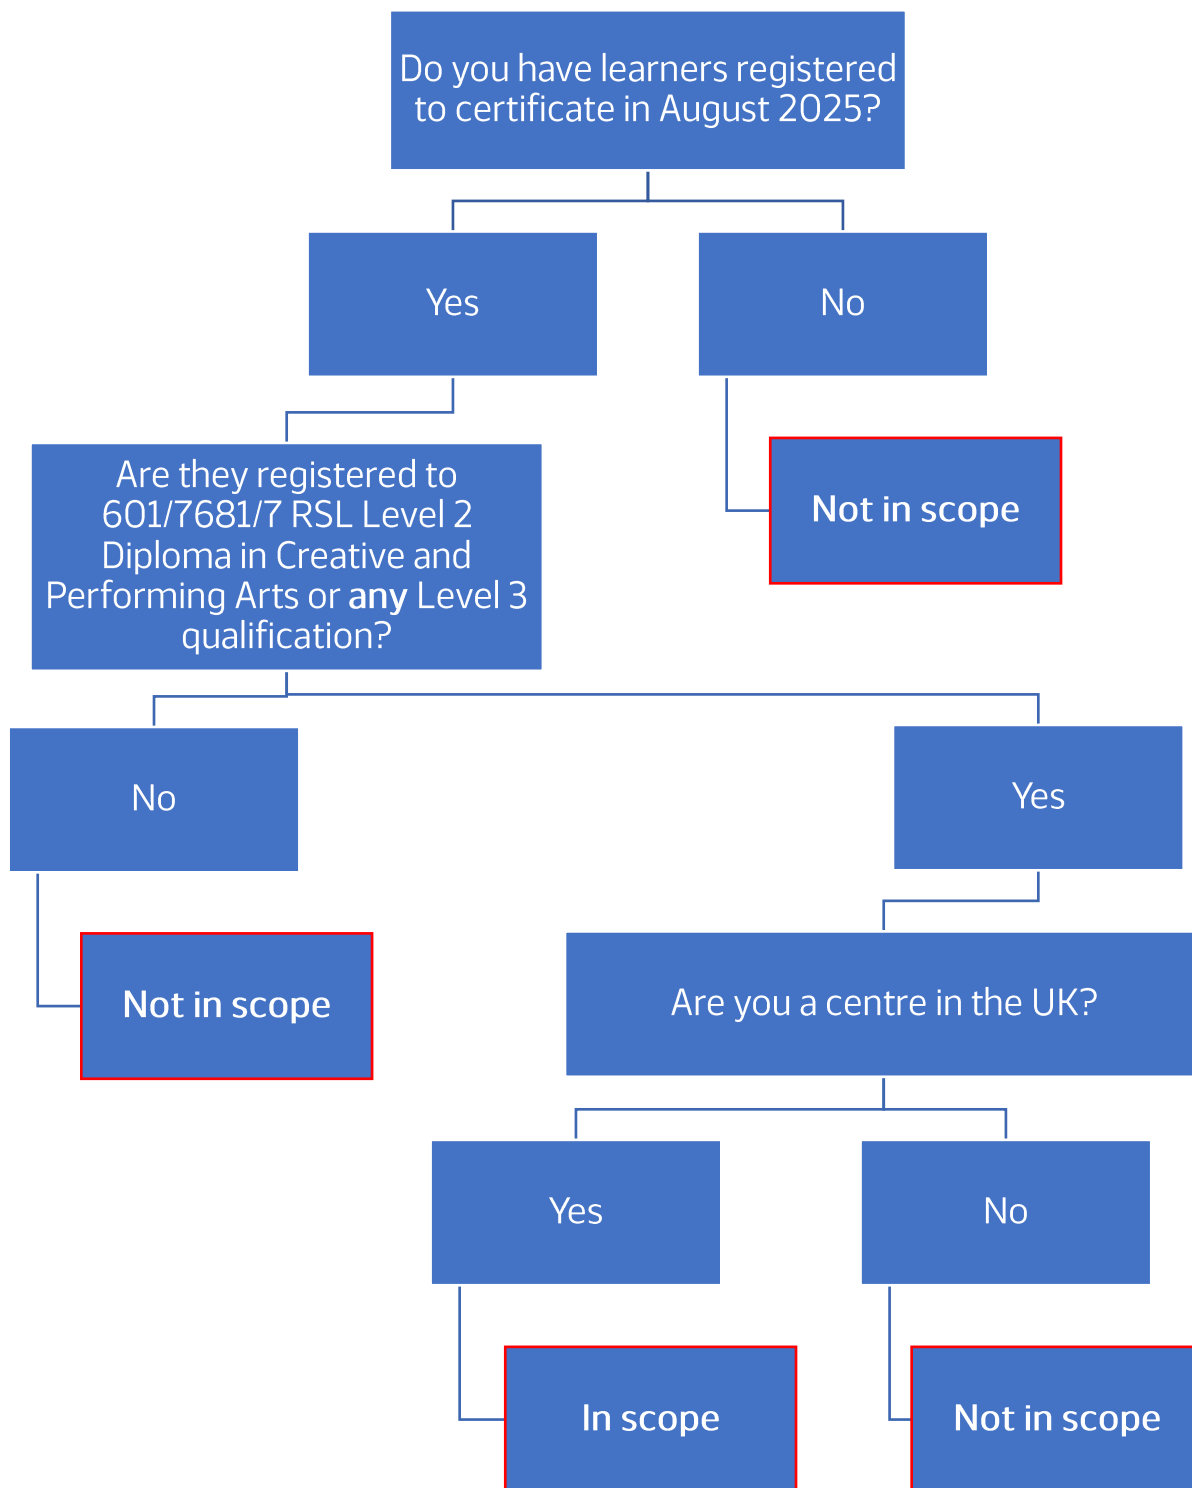 Do you have learners registered
to certificate in August 2025?
Yes
No
Are they registered to
601/7681/7 RSL Level 2
Diploma in Creative and
Performing Arts or any Level 3
qualification?
Not in scope
No
Yes
Not in scope
Are you a centre in the UK?
Yes
No
In scope
Not in scope